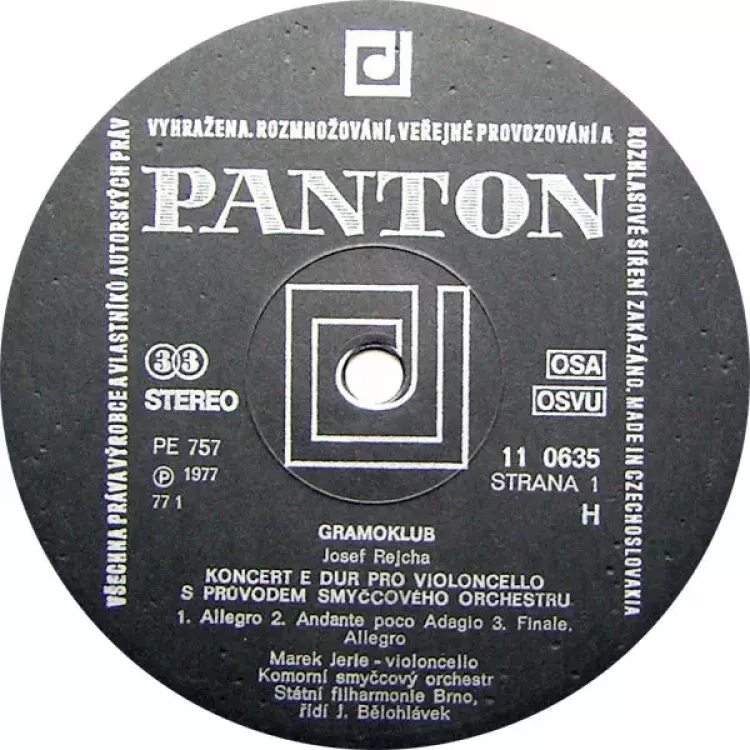 VYHRAŽENA. ROZMNOŽOVÁNÍ, VEŘEJNÉ PROVOZOVÁNÍ A
ROZHLASOVÉ ŠÍŘENÍ ZAKÁZÁNO. MADE IN CZECHOSLOVAKIA
VŠECHNA PRÁVA VÝROBCE A VLASTNÍKŮ AUTORSKÝCH PRÁV
PANTON
33
STEREO
PE 757
Ⓟ 1977
77 1
OSA
OSVU
11 0635
STRANA 1
H
GRAMOKLUB
Josef Rejcha
KONCERT E DUR PRO VIOLONCELLO
S PRŮVODEM SMYČCOVÉHO ORCHESTRU
1. Allegro 2. Andante poco Adagio 3. Finale.
Allegro
Marek Jerie - violoncello
Komorní smyčcový orchestr
Státní filharmonie Brno,
řídí J. Bělohlávek